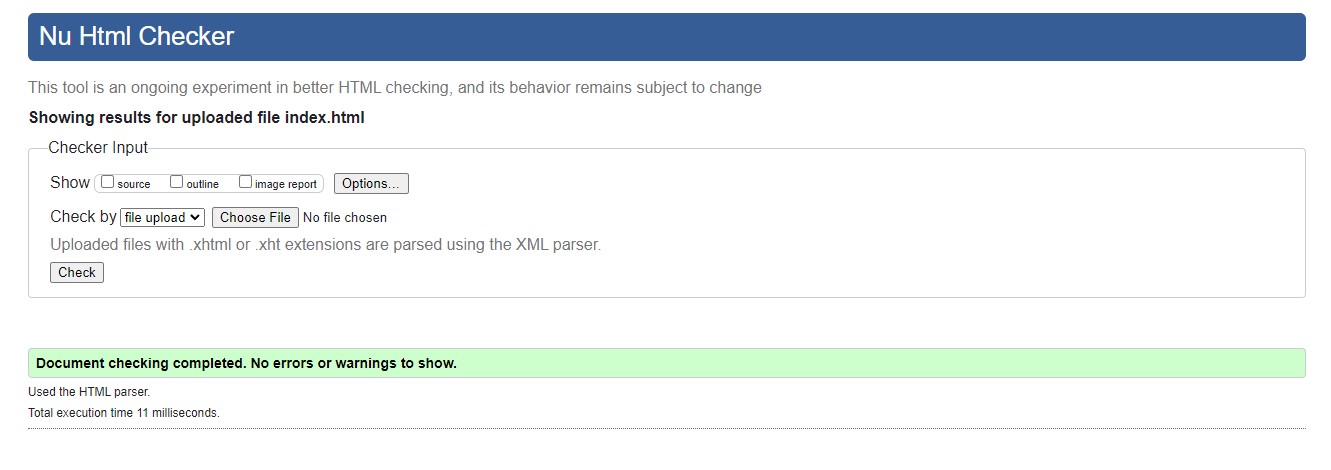 Nu Html Checker
This tool is an ongoing experiment in better HTML checking, and its behavior remains subject to change
Showing results for uploaded file index.html
Checker Input
Show source outline image report Options...
Check by file upload Choose File No file chosen
Uploaded files with .xhtml or .xht extensions are parsed using the XML parser.
Check
Document checking completed. No errors or warnings to show.
Used the HTML parser.
Total execution time 11 milliseconds.